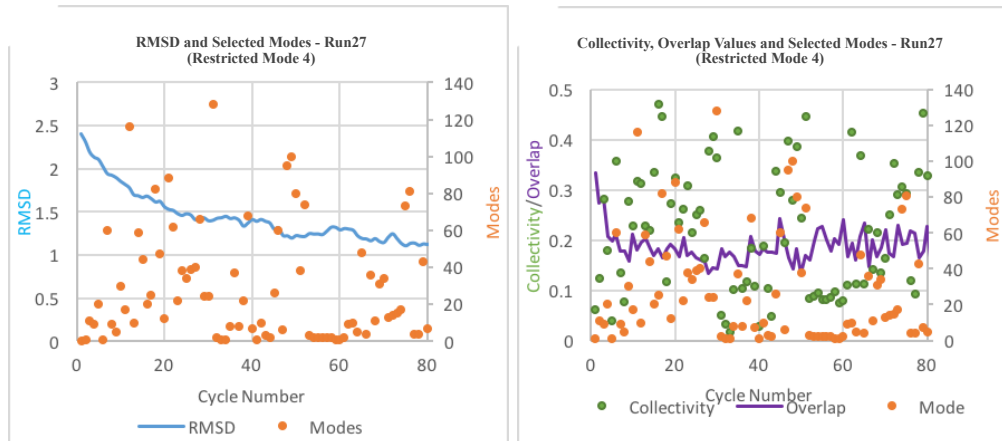 RMSD and Selected Modes - Run27
(Restricted Mode 4)
3
2.5
2
1.5
1
0.5
0
140
120
100
80
60
40
20
0
RMSD
Modes
0 20 40 60 80
Cycle Number
RMSD Modes
Collectivity, Overlap Values and Selected Modes - Run27
(Restricted Mode 4)
0.5
0.4
0.3
0.2
0.1
0
140
120
100
80
60
40
20
0
Collectivity/Overlap
Modes
0 20 40 60 80
Cycle Number
Collectivity Overlap Mode